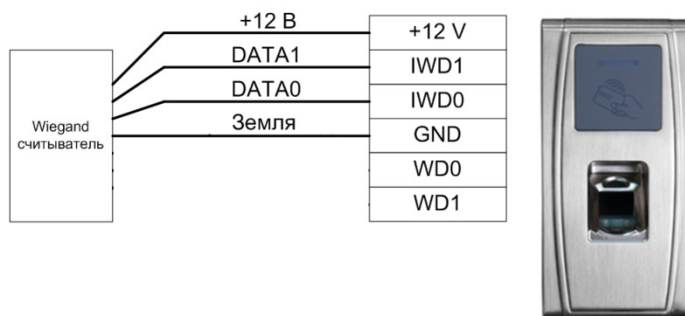 +12 В
+12 V
DATA1
IWD1
DATA0
IWD0
Земля
GND
Wiegand
считыватель
WD0
WD1